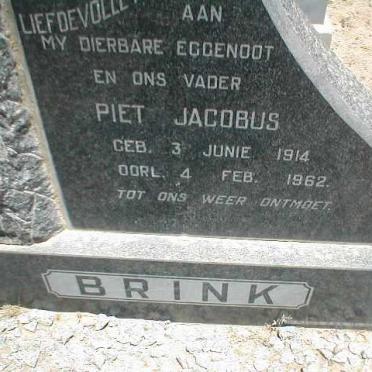 LIEFDEVOLLE
AAN
MY DIERBARE EGGENOOT
EN ONS VADER
PIET JACOBUS
GEB. 3 JUNIE 1914
OORL. 4 FEB. 1962.
TOT ONS WEER ONTMOET.
BRINK